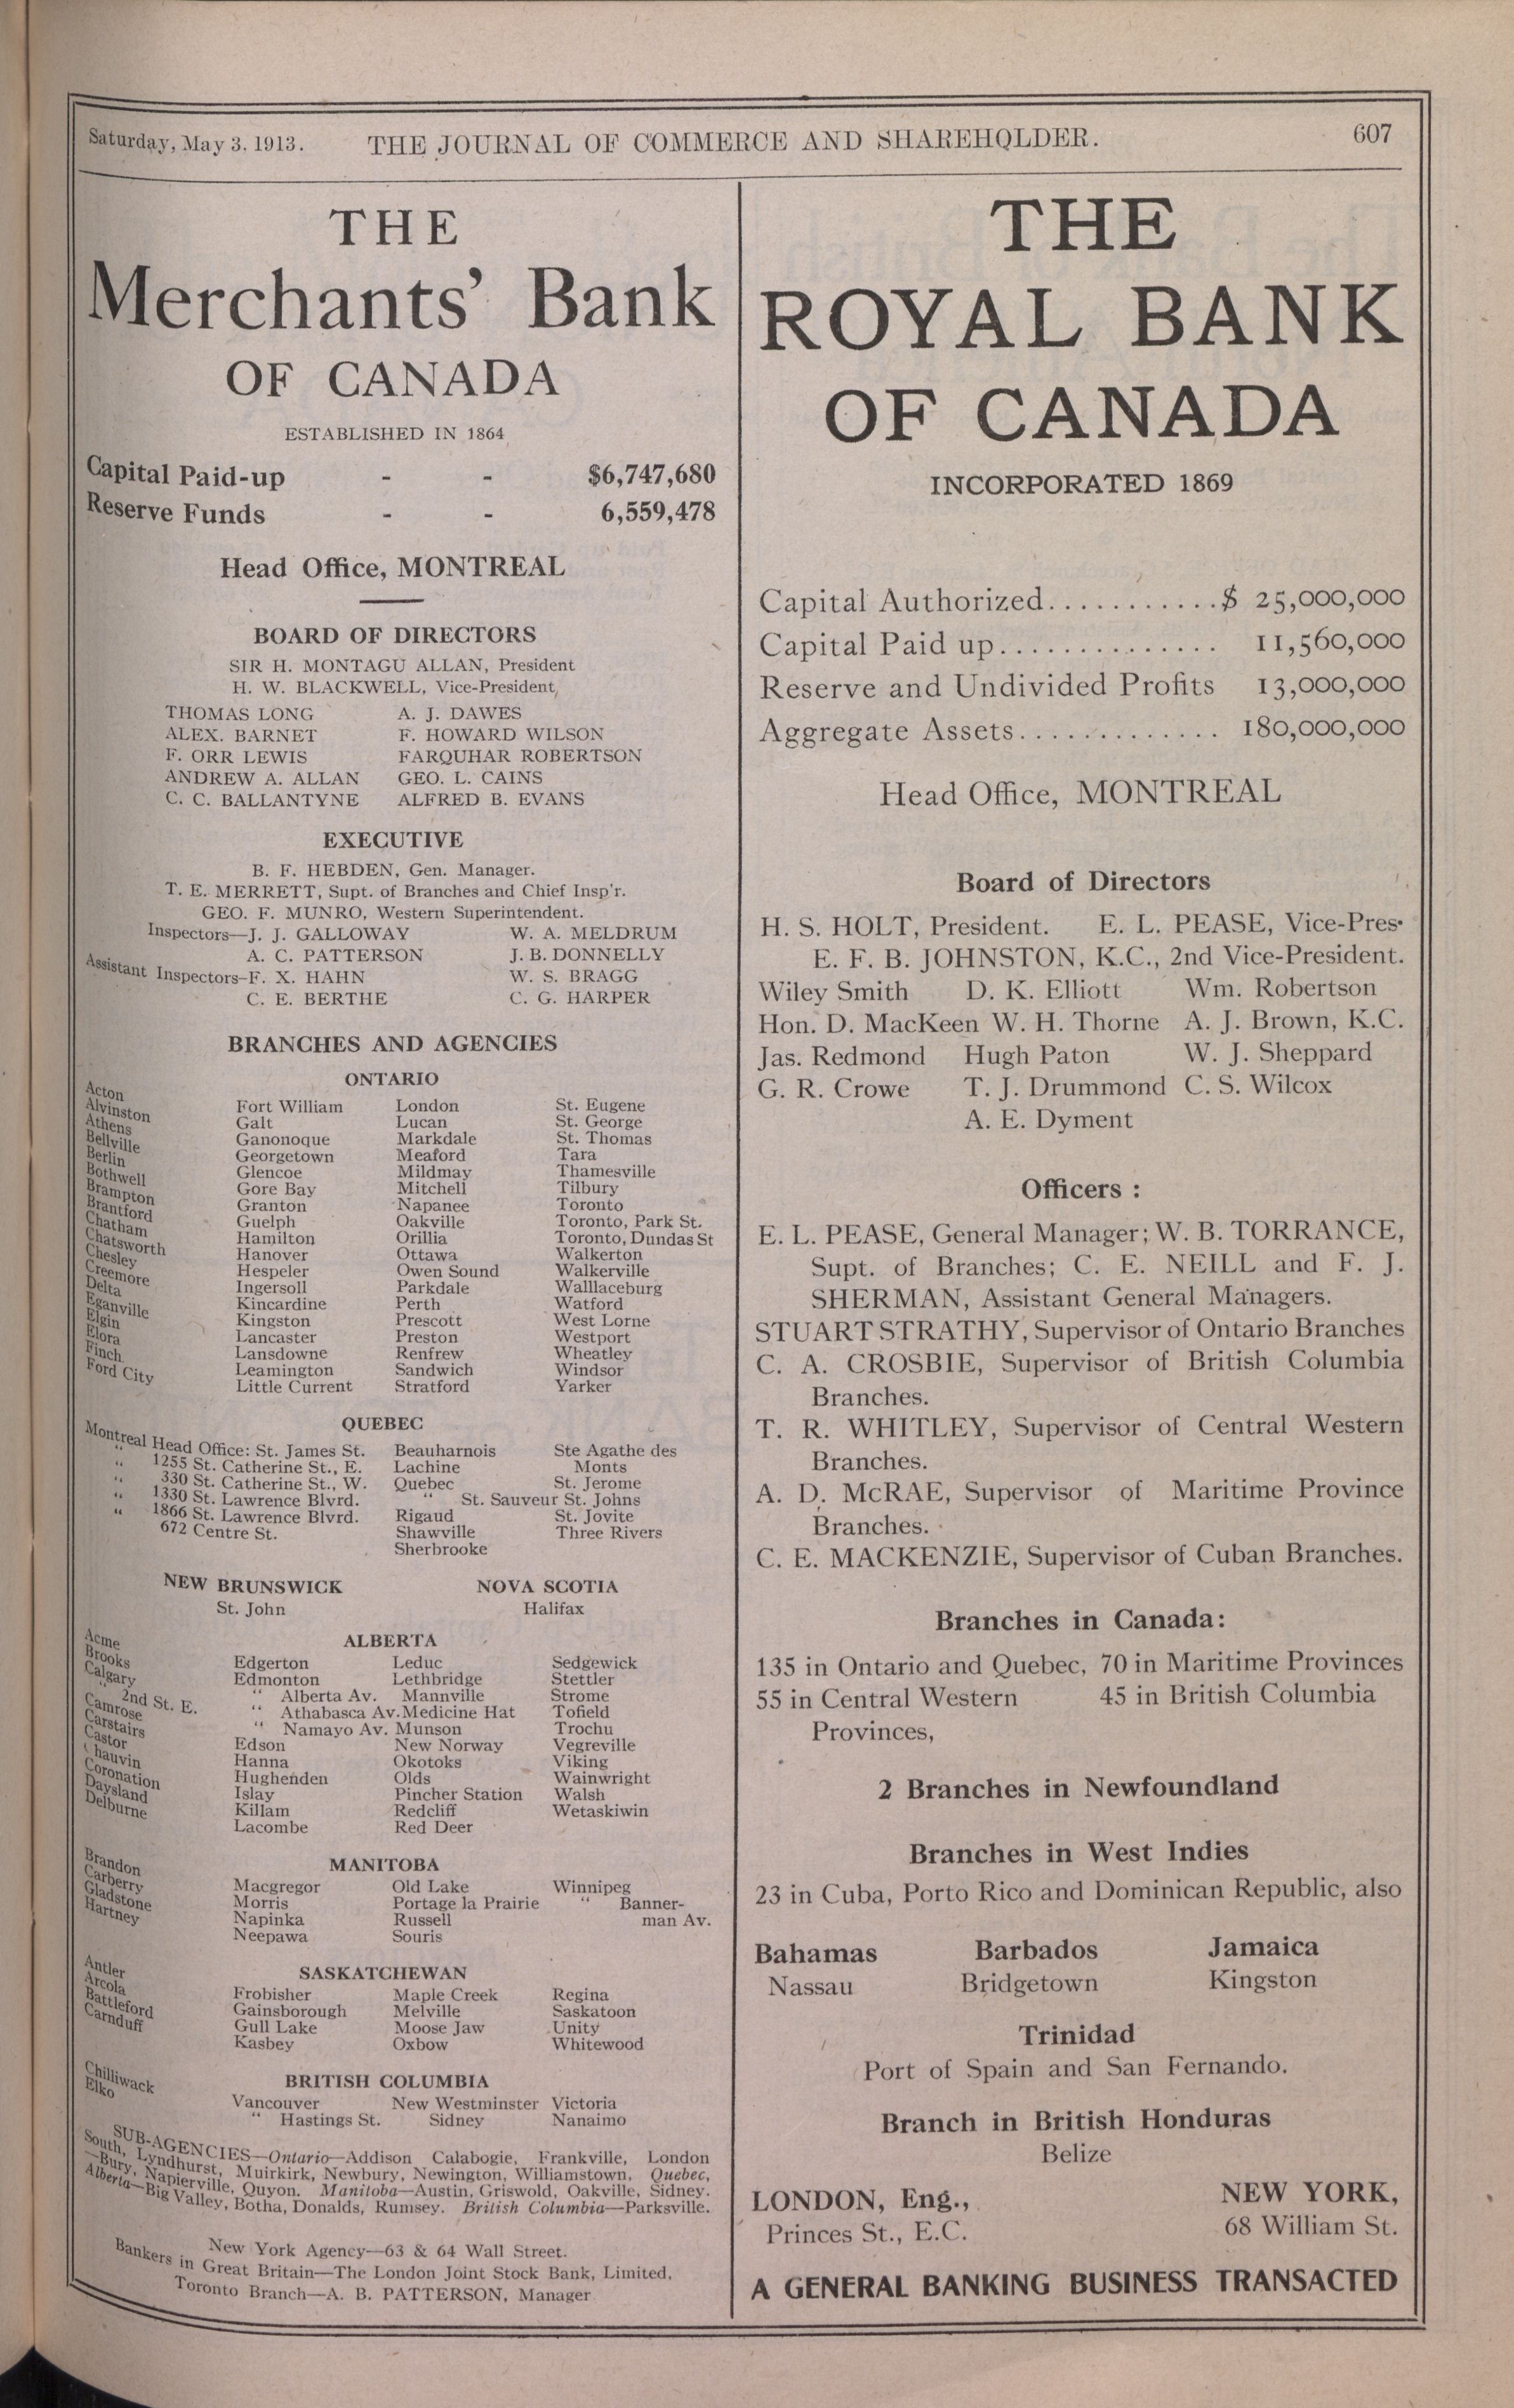 Saturday, May 3, 1913. THE JOURNAL OF COMMERCE AND SHAREHOLDER. 607
THE
Merchants' Bank
OF CANADA
ESTABLISHED IN 1864
Capital Paid-up - - $6,747,680
Reserve Funds - - 6,559,478
Head Office, MONTREAL
BOARD OF DIRECTORS
SIR H. MONTAGU ALLAN, President
H. W. BLACKWELL, Vice-President,
THOMAS LONG A. J. DAWES
ALEX. BARNET F. HOWARD WILSON
F. ORR LEWIS FARQUHAR ROBERTSON
ANDREW A. ALLAN GEO. L. CAINS
C. C. BALLANTYNE ALFRED B. EVANS
EXECUTIVE
B. F. HEBDEN, Gen. Manager.
T. E. MERRETT, Supt. of Branches and Chief Insp'r.
GEO. F. MUNRO, Western Superintendent.
Inspectors—J. J. GALLOWAY W. A. MELDRUM
A. C. PATTERSON J. B. DONNELLY
Assistant Inspectors-F. X. HAHN W. S. BRAGG
C. E. BERTHE C. G. HARPER
BRANCHES AND AGENCIES
ONTARIO
Acton
Alvinston Fort William London St. Eugene
Athens Galt Lucan St. George
Bellville Ganonoque Markdale St. Thomas
Berlin Georgetown Meaford Tara
Bothwell Glencoe Mildmay Thamesville
Brampton Gore Bay Mitchell Tilbury
Brantford Granton Napanee Toronto
Chatham Guelph Oakville Toronto, Park St.
Chatsworth Hamilton Orillia Toronto, Dundas St
Chesley Hanover Ottawa Walkerton
Creemore Hespeler Owen Sound Walkerville
Delta Ingersoll Parkdale Walllaceburg
Eganville Kincardine Perth Watford
Elgin Kingston Prescott West Lorne
Elora Lancaster Preston Westport
Finch Lansdowne Renfrew Wheatley
Ford City Leamington Sandwich Windsor
Little Current Stratford Yarker
QUEBEC
Montreal Head Office: St. James St. Beauharnois Ste Agathe des
" 1255 St. Catherine St., E. Lachine Monts
" 330 St. Catherine St., W. Quebec St. Jerome
" 1330 St. Lawrence Blvrd. " St. Sauveur St. Johns
" 1866 St. Lawrence Blvrd. Rigaud St. Jovite
672 Centre St. Shawville Three Rivers
Sherbrooke
NEW BRUNSWICK NOVA SCOTIA
St. John Halifax
ALBERTA
Acme
Brooks Edgerton Leduc Sedgewick
Calgary Edmonton Lethbridge Stettler
" 2nd St. E. " Alberta Av. Mannville Strome
Camrose " Athabasca Av. Medicine Hat Tofield
Carstairs " Namayo Av. Munson Trochu
Castor Edson New Norway Vegreville
Chauvin Hanna Okotoks Viking
Coronation Hughenden Olds Wainwright
Daysland Islay Pincher Station Walsh
Delburne Killam Redcliff Wetaskiwin
Lacombe Red Deer
MANITOBA
Brandon Macgregor Old Lake Winnipeg
Carberry Morris Portage la Prairie " Banner-
Gladstone Napinka Russell man Av.
Hartney Neepawa Souris
SASKATCHEWAN
Antler Frobisher Maple Creek Regina
Arcola Gainsborough Melville Saskatoon
Battleford Gull Lake Moose Jaw Unity
Carnduff Kasbey Oxbow Whitewood
BRITISH COLUMBIA
Chilliwack Vancouver New Westminster Victoria
Elko " Hastings St. Sidney Nanaimo
SUB-AGENCIES—Ontario—Addison Calabogie, Frankville, London
South, Lyndhurst, Muirkirk, Newbury, Newington, Williamstown, Quebec,
—Bury, Napierville, Quyon. Manitoba—Austin, Griswold, Oakville, Sidney.
Alberta—Big Valley, Botha, Donalds, Rumsey. British Columbia—Parksville.
New York Agency—63 & 64 Wall Street.
Bankers in Great Britain—The London Joint Stock Bank, Limited,
Toronto Branch—A. B. PATTERSON, Manager
THE
ROYAL BANK
OF CANADA
INCORPORATED 1869
Capital Authorized...........$ 25,000,000
Capital Paid up.............. 11,560,000
Reserve and Undivided Profits 13,000,000
Aggregate Assets............. 180,000,000
Head Office, MONTREAL
Board of Directors
H. S. HOLT, President. E. L. PEASE, Vice-Pres.
E. F. B. JOHNSTON, K.C., 2nd Vice-President.
Wiley Smith D. K. Elliott Wm. Robertson
Hon. D. MacKeen W. H. Thorne A. J. Brown, K.C.
Jas. Redmond Hugh Paton W. J. Sheppard
G. R. Crowe T. J. Drummond C. S. Wilcox
A. E. Dyment
Officers :
E. L. PEASE, General Manager; W. B. TORRANCE,
Supt. of Branches; C. E. NEILL and F. J.
SHERMAN, Assistant General Managers.
STUART STRATHY, Supervisor of Ontario Branches
C. A. CROSBIE, Supervisor of British Columbia
Branches.
T. R. WHITLEY, Supervisor of Central Western
Branches.
A. D. McRAE, Supervisor of Maritime Province
Branches.
C. E. MACKENZIE, Supervisor of Cuban Branches.
Branches in Canada:
135 in Ontario and Quebec, 70 in Maritime Provinces
55 in Central Western 45 in British Columbia
Provinces,
2 Branches in Newfoundland
Branches in West Indies
23 in Cuba, Porto Rico and Dominican Republic, also
Bahamas Barbados Jamaica
Nassau Bridgetown Kingston
Trinidad
Port of Spain and San Fernando.
Branch in British Honduras
Belize
LONDON, Eng., NEW YORK,
Princes St., E.C. 68 William St.
A GENERAL BANKING BUSINESS TRANSACTED